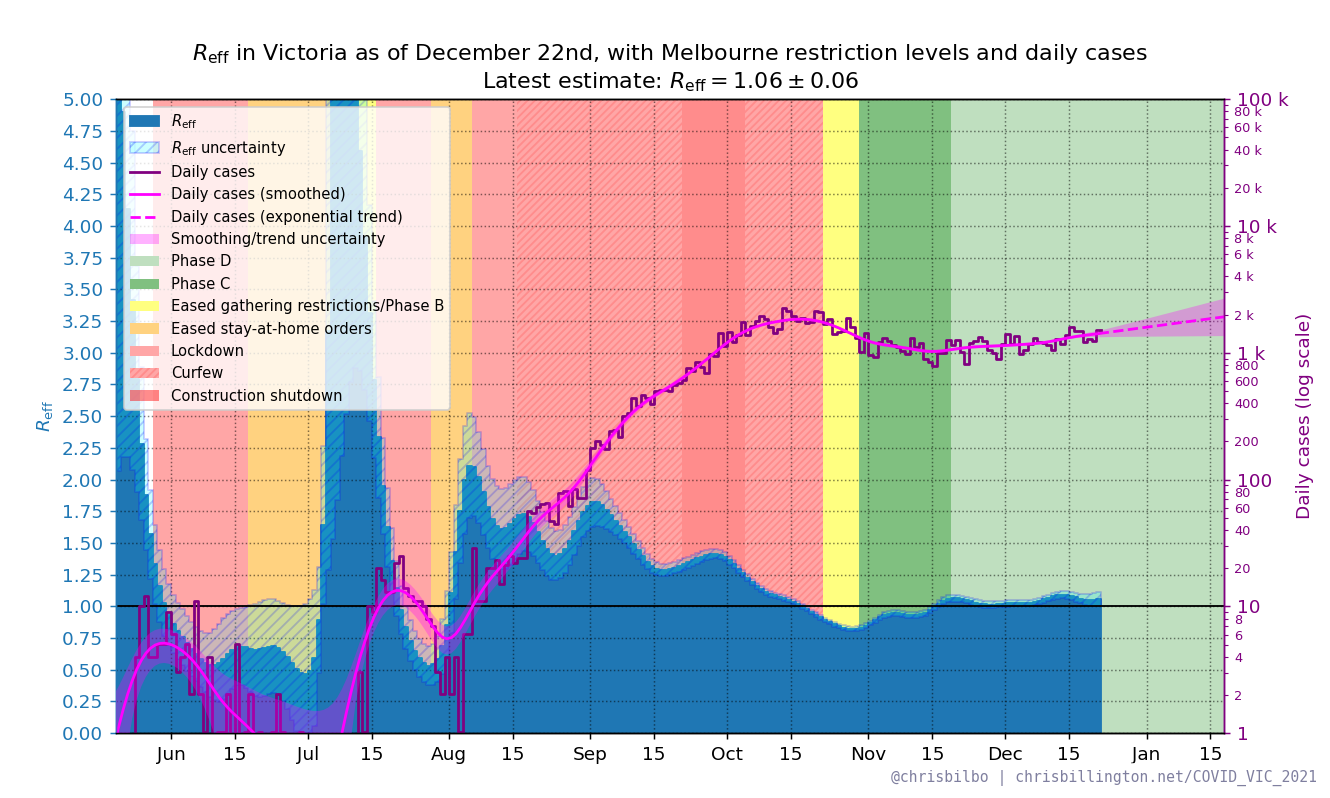 R_eff in Victoria as of December 22nd, with Melbourne restriction levels and daily cases
Latest estimate: R_eff = 1.06 ± 0.06
R_eff
5.00
4.75
4.50
4.25
4.00
3.75
3.50
3.25
3.00
2.75
2.50
2.25
2.00
1.75
1.50
1.25
1.00
0.75
0.50
0.25
0.00
R_eff
R_eff uncertainty
Daily cases
Daily cases (smoothed)
Daily cases (exponential trend)
Smoothing/trend uncertainty
Phase D
Phase C
Eased gathering restrictions/Phase B
Eased stay-at-home orders
Lockdown
Curfew
Construction shutdown
100 k
80 k
60 k
40 k
20 k
10 k
8 k
6 k
4 k
2 k
1 k
800
600
400
200
100
80
60
40
20
10
8
6
4
2
1
Daily cases (log scale)
Jun 15 Jul 15 Aug 15 Sep 15 Oct 15 Nov 15 Dec 15 Jan 15
@chrisbilbo | chrisbillington.net/COVID_VIC_2021